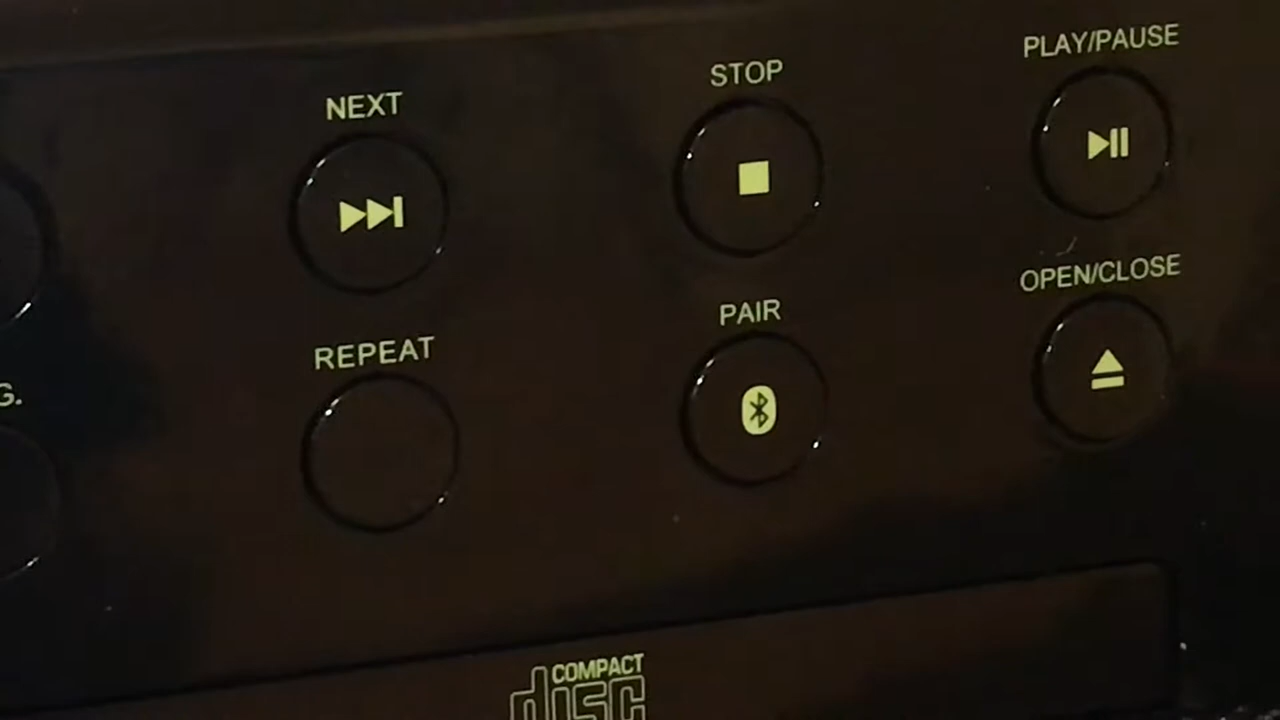 NEXT
STOP
PLAY/PAUSE
REPEAT
PAIR
OPEN/CLOSE
G.
COMPACT
disc